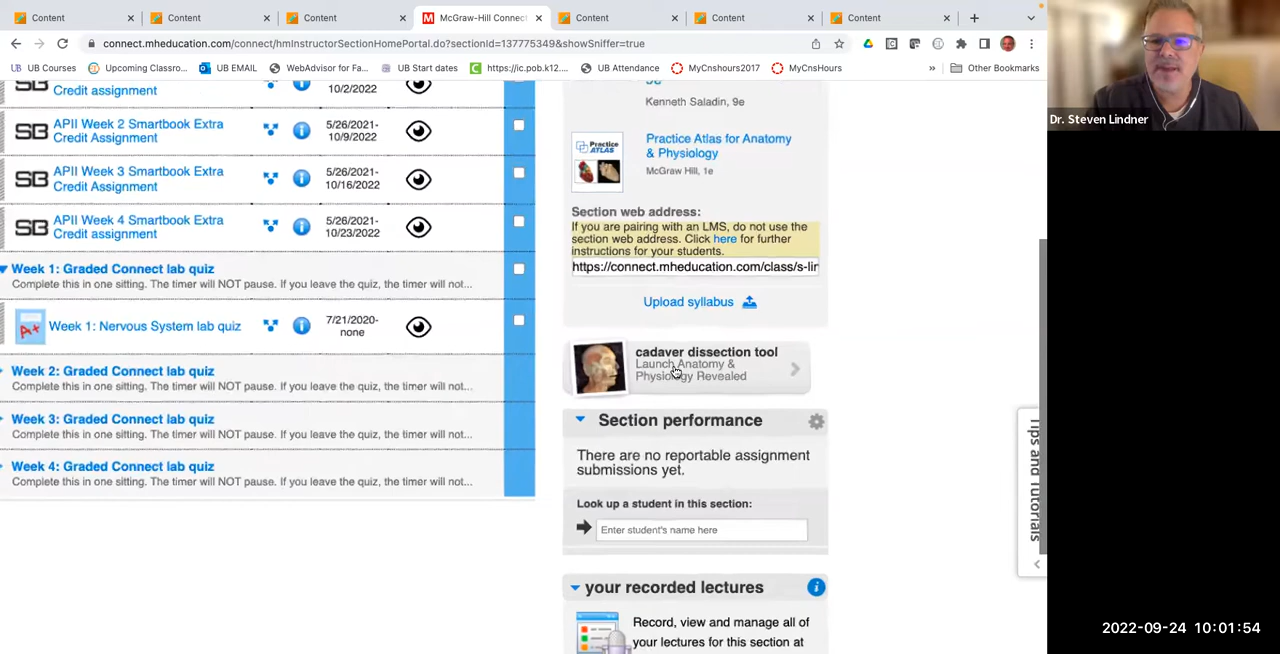 Content
Content
Content
McGraw-Hill Connect
Content
Content
Content
connect.mheducation.com/connect/hmInstructorSectionHomePortal.do?sectionId=137775349&showSniffer=true
UB Courses
Upcoming Classro...
UB EMAIL
WebAdvisor for Fa...
UB Start dates
https://ic.pob.k12....
UB Attendance
MyCnshours2017
MyCnsHours
»
Other Bookmarks
SB
Credit assignment
10/2/2022
SB
APII Week 2 Smartbook Extra
Credit Assignment
5/26/2021-
10/9/2022
SB
APII Week 3 Smartbook Extra
Credit Assignment
5/26/2021-
10/16/2022
SB
APII Week 4 Smartbook Extra
Credit assignment
5/26/2021-
10/23/2022
Week 1: Graded Connect lab quiz
Complete this in one sitting. The timer will NOT pause. If you leave the quiz, the timer will not...
A+
Week 1: Nervous System lab quiz
7/21/2020-
none
Week 2: Graded Connect lab quiz
Complete this in one sitting. The timer will NOT pause. If you leave the quiz, the timer will not...
Week 3: Graded Connect lab quiz
Complete this in one sitting. The timer will NOT pause. If you leave the quiz, the timer will not...
Week 4: Graded Connect lab quiz
Complete this in one sitting. The timer will NOT pause. If you leave the quiz, the timer will not...
Kenneth Saladin, 9e
Practice
ATLAS
Practice Atlas for Anatomy
& Physiology
McGraw Hill, 1e
Section web address:
If you are pairing with an LMS, do not use the
section web address. Click here for further
instructions for your students.
https://connect.mheducation.com/class/s-lir
Upload syllabus
cadaver dissection tool
Launch Anatomy &
Physiology Revealed
Section performance
There are no reportable assignment
submissions yet.
Look up a student in this section:
Enter student's name here
your recorded lectures
Record, view and manage all of
your lectures for this section at
Tips and Tutorials
Dr. Steven Lindner
2022-09-24 10:01:54